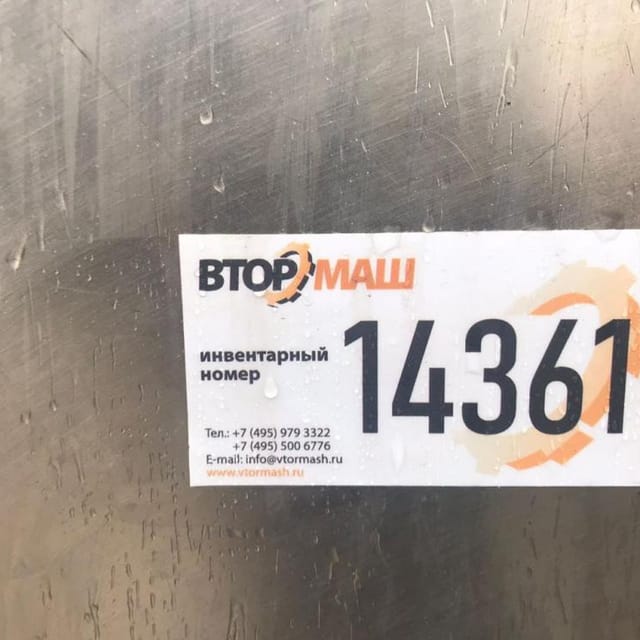 ВТОРМАШ
инвентарный
номер
14361
Тел.: +7 (495) 979 3322
+7 (495) 500 6776
E-mail: info@vtormash.ru
www.vtormash.ru